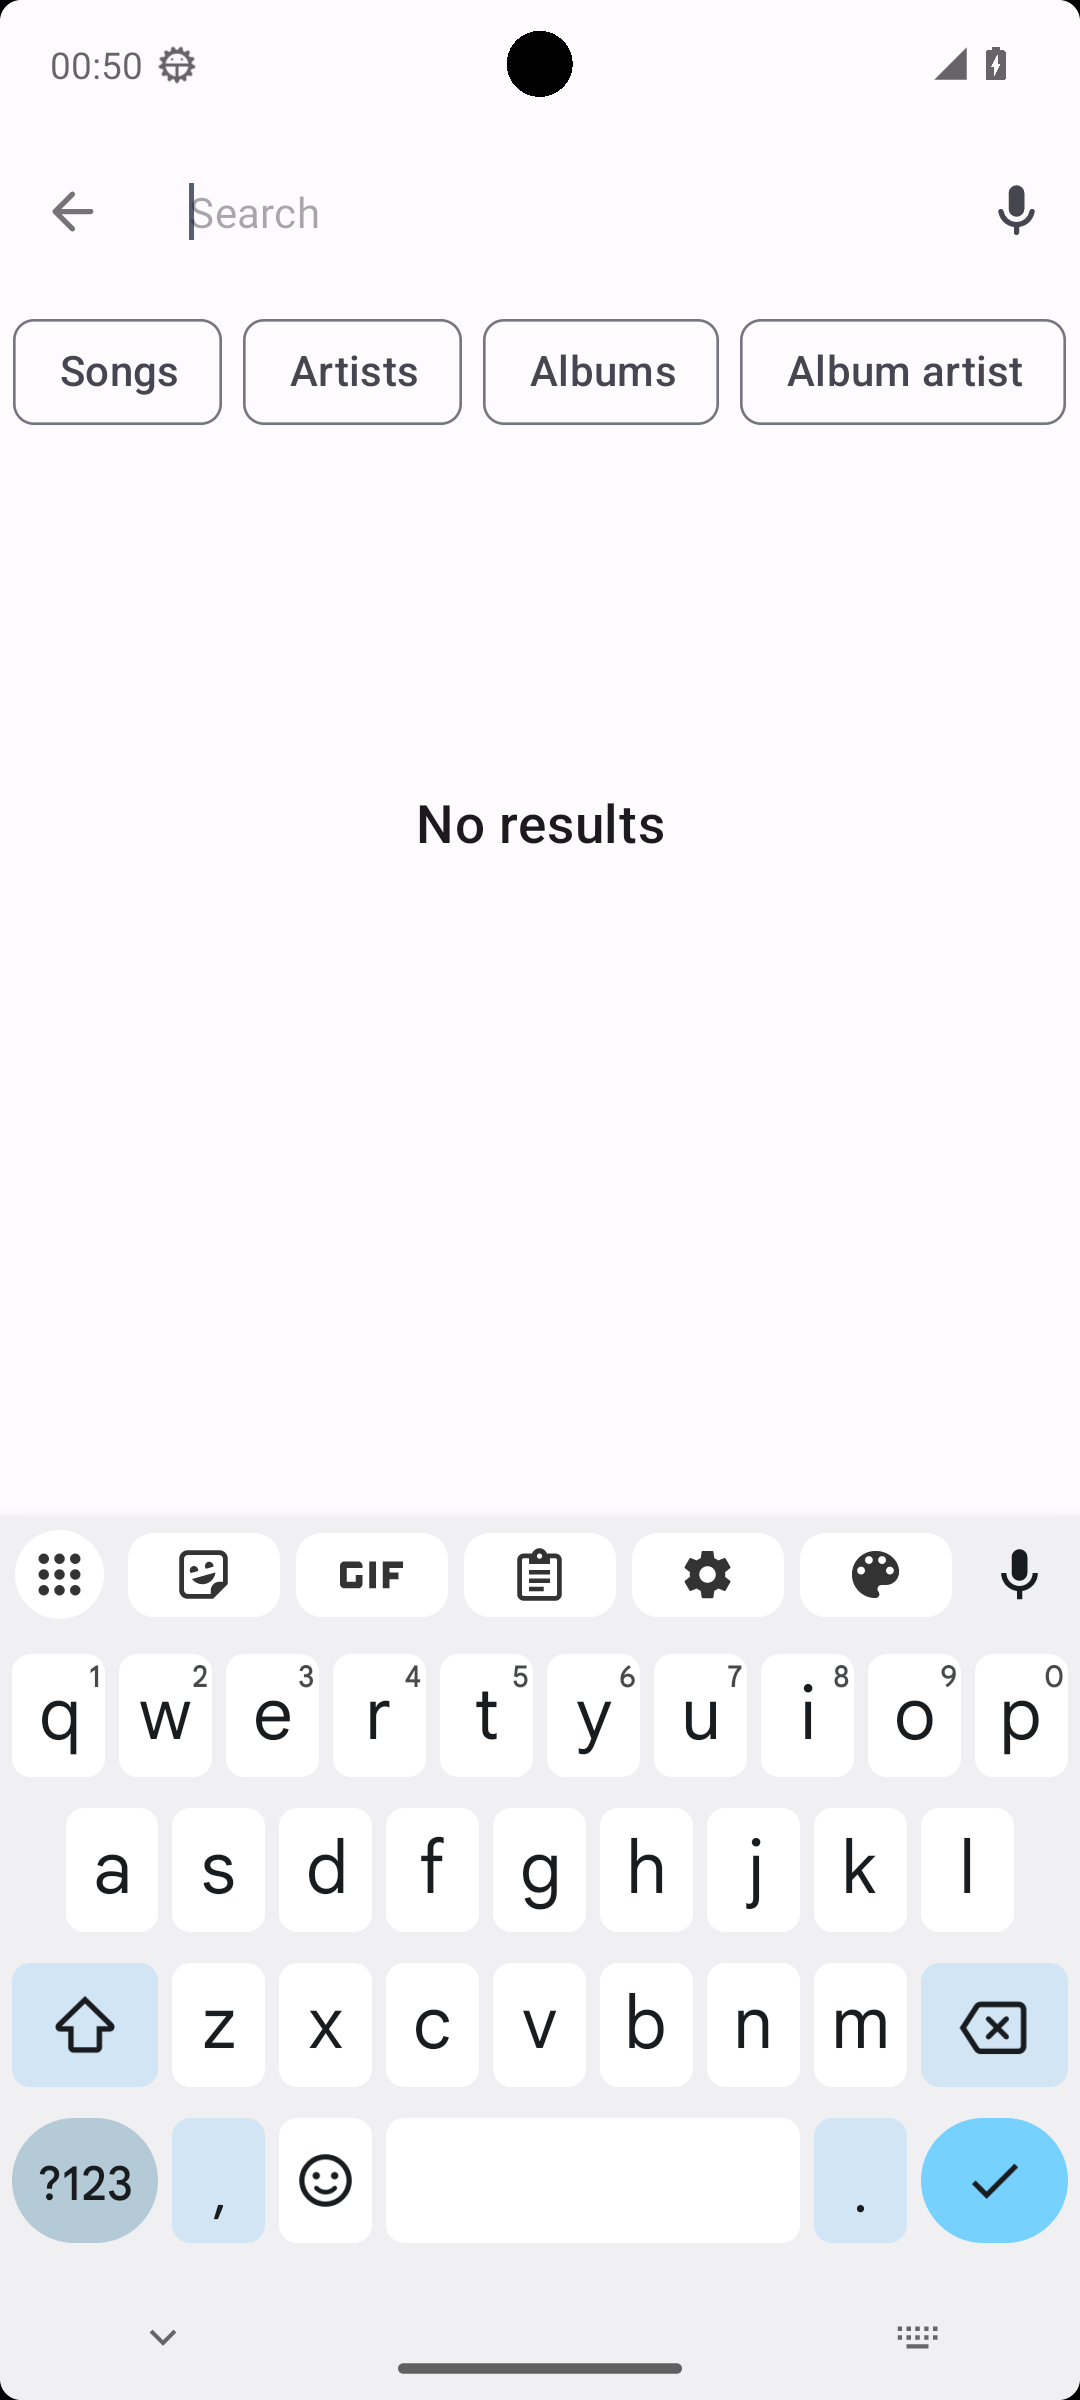 00:50
Search
Songs
Artists
Albums
Album artist
No results
GIF
q 1 w 2 e 3 r 4 t 5 y 6 u 7 i 8 o 9 p 0
a s d f g h j k l
z x c v b n m
?123 , .